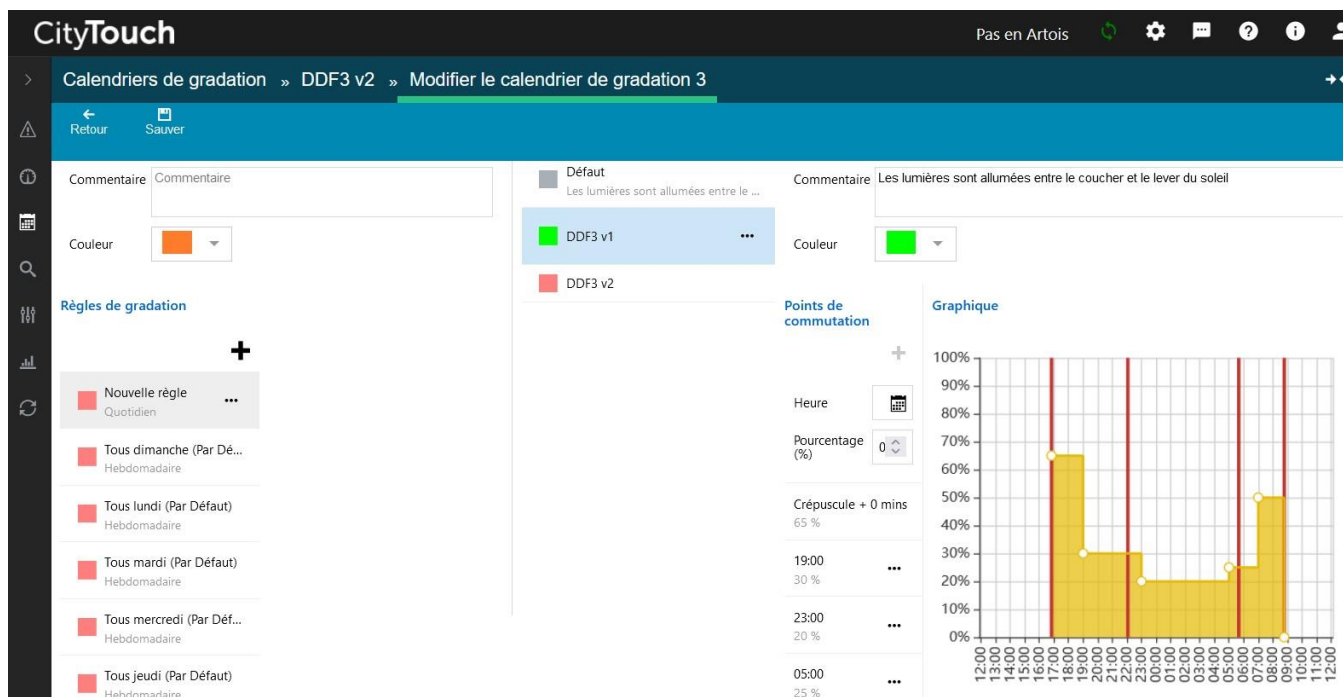 CityTouch
Pas en Artois
Calendriers de gradation » DDF3 v2 » Modifier le calendrier de gradation 3
Retour
Sauver
Commentaire
Commentaire
Couleur
Règles de gradation
Nouvelle règle
Quotidien
Tous dimanche (Par Dé...
Hebdomadaire
Tous lundi (Par Défaut)
Hebdomadaire
Tous mardi (Par Défaut)
Hebdomadaire
Tous mercredi (Par Déf...
Hebdomadaire
Tous jeudi (Par Défaut)
Hebdomadaire
Défaut
Les lumières sont allumées entre le ...
DDF3 v1
DDF3 v2
Commentaire
Les lumières sont allumées entre le coucher et le lever du soleil
Couleur
Points de
commutation
Heure
Pourcentage
(%)
0
Crépuscule + 0 mins
65 %
19:00
30 %
23:00
20 %
05:00
25 %
Graphique
100%
90%
80%
70%
60%
50%
40%
30%
20%
10%
0%
12:00
13:00
14:00
15:00
16:00
17:00
18:00
19:00
20:00
21:00
22:00
23:00
00:00
01:00
02:00
03:00
04:00
05:00
06:00
07:00
08:00
09:00
10:00
11:00
12:00